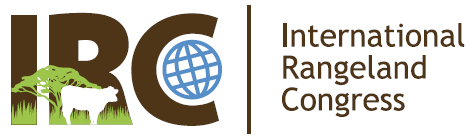 IRC
International
Rangeland
Congress